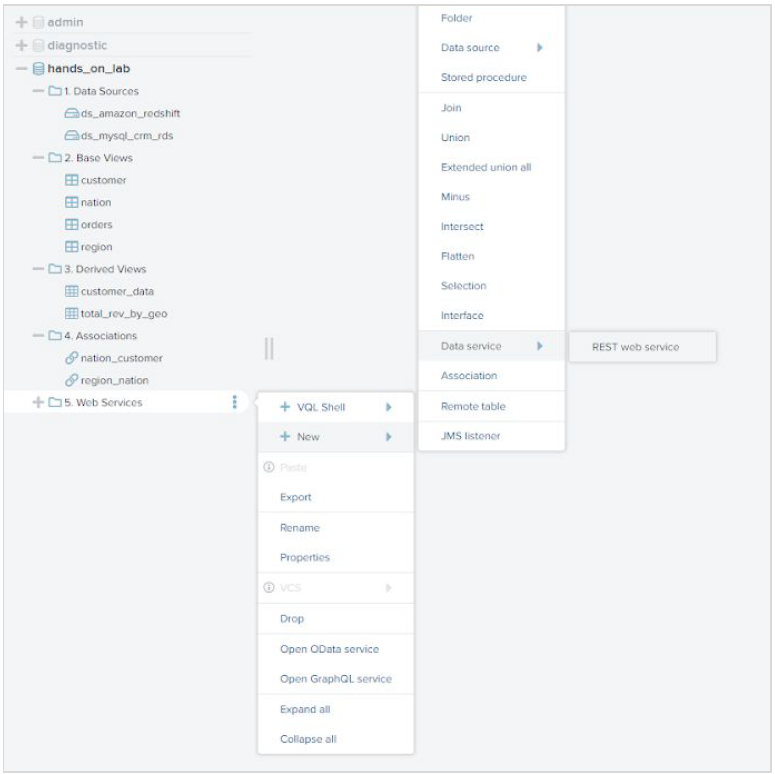 admin
diagnostic
hands_on_lab
1. Data Sources
ds_amazon_redshift
ds_mysql_crm_rds
2. Base Views
customer
nation
orders
region
3. Derived Views
customer_data
total_rev_by_geo
4. Associations
nation_customer
region_nation
5. Web Services
VQL Shell
New
Paste
Export
Rename
Properties
VCS
Drop
Open OData service
Open GraphQL service
Expand all
Collapse all
Folder
Data source
Stored procedure
Join
Union
Extended union all
Minus
Intersect
Flatten
Selection
Interface
Data service
Association
Remote table
JMS listener
REST web service